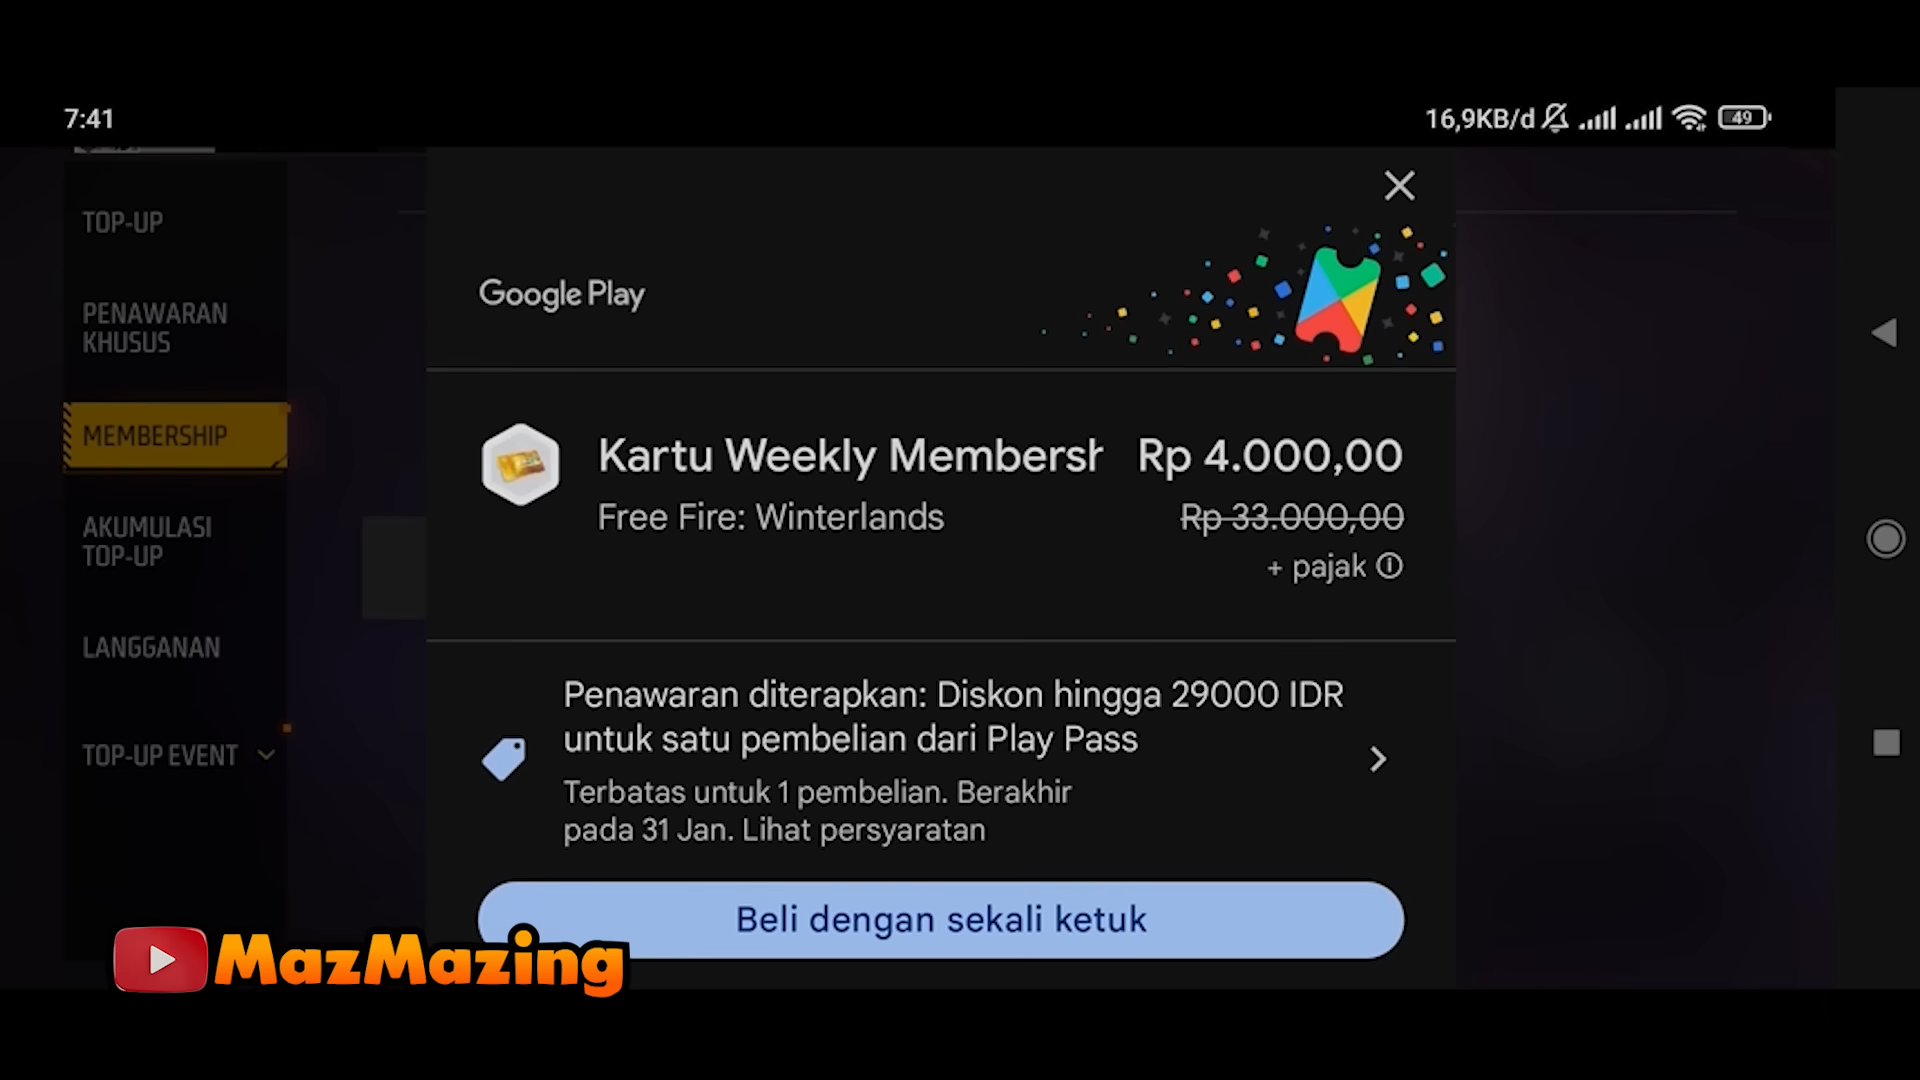 7:41
16,9KB/d
49
TOP-UP
PENAWARAN
KHUSUS
MEMBERSHIP
AKUMULASI
TOP-UP
LANGGANAN
TOP-UP EVENT
Google Play
Kartu Weekly Membersh
Rp 4.000,00
Free Fire: Winterlands
Rp 33.000,00
+ pajak
Penawaran diterapkan: Diskon hingga 29000 IDR
untuk satu pembelian dari Play Pass
Terbatas untuk 1 pembelian. Berakhir
pada 31 Jan. Lihat persyaratan
Beli dengan sekali ketuk
MazMazing